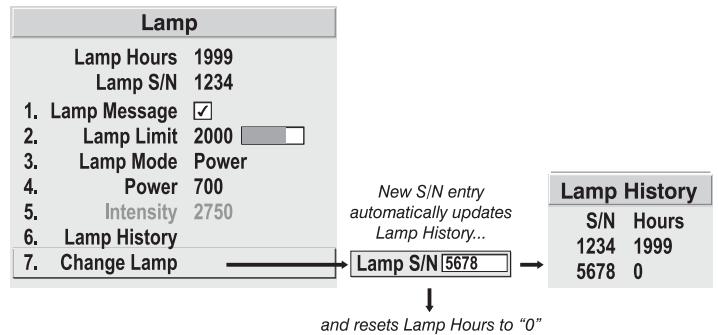 Lamp
Lamp Hours 1999
Lamp S/N 1234
1. Lamp Message ✓
2. Lamp Limit 2000
3. Lamp Mode Power
4. Power 700
5. Intensity 2750
6. Lamp History
7. Change Lamp
New S/N entry
automatically updates
Lamp History...
Lamp S/N 5678
and resets Lamp Hours to “0”
Lamp History
S/N Hours
1234 1999
5678 0